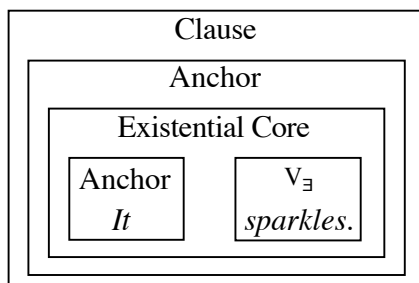 Clause
Anchor
Existential Core
Anchor V∃
It sparkles.